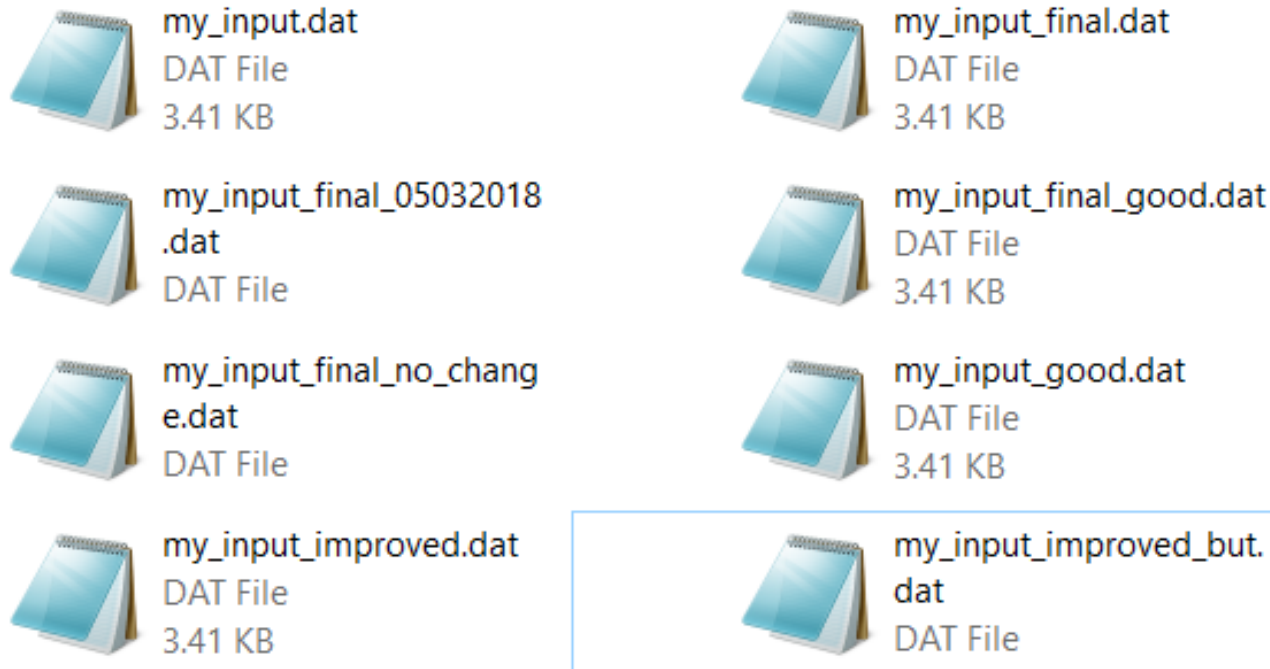 my_input.dat
DAT File
3.41 KB
my_input_final.dat
DAT File
3.41 KB
my_input_final_05032018
.dat
DAT File
my_input_final_good.dat
DAT File
3.41 KB
my_input_final_no_chang
e.dat
DAT File
my_input_good.dat
DAT File
3.41 KB
my_input_improved.dat
DAT File
3.41 KB
my_input_improved_but.
dat
DAT File